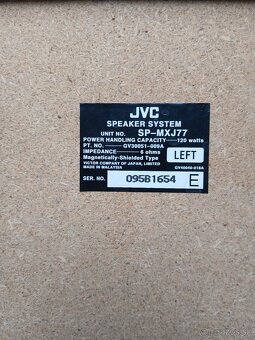 JVC
SPEAKER SYSTEM
UNIT NO. SP-MXJ77
POWER HANDLING CAPACITY 120 watts
PT. NO. GV30051-009A
IMPEDANCE 6 ohms
Magnetically-Shielded Type
VICTOR COMPANY OF JAPAN, LIMITED
MADE IN MALAYSIA
LEFT
SER. NO. 095B1654 E